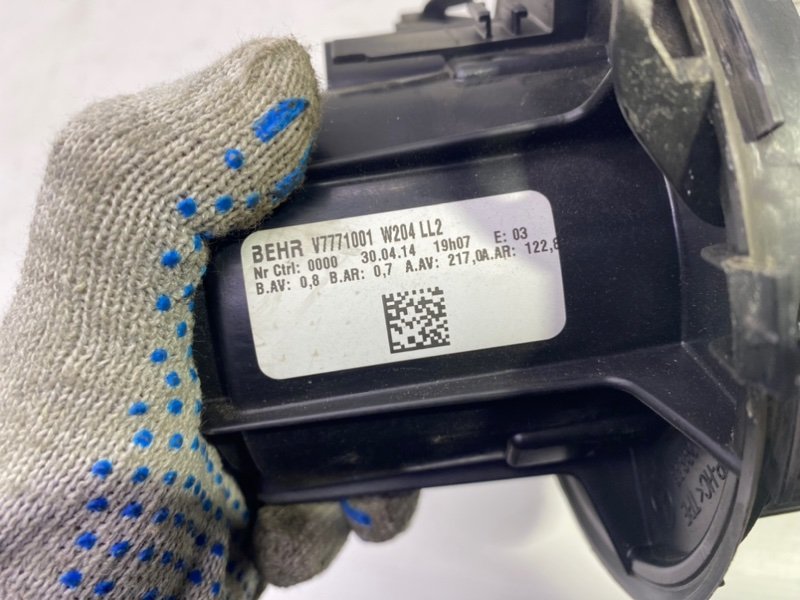 BEHR V7771001 W204 LL2
Nr Ctrl: 0000 30.04.14 19h07 E: 03
B.AV: 0,8 B.AR: 0,7 A.AV: 217,0A.AR: 122,8